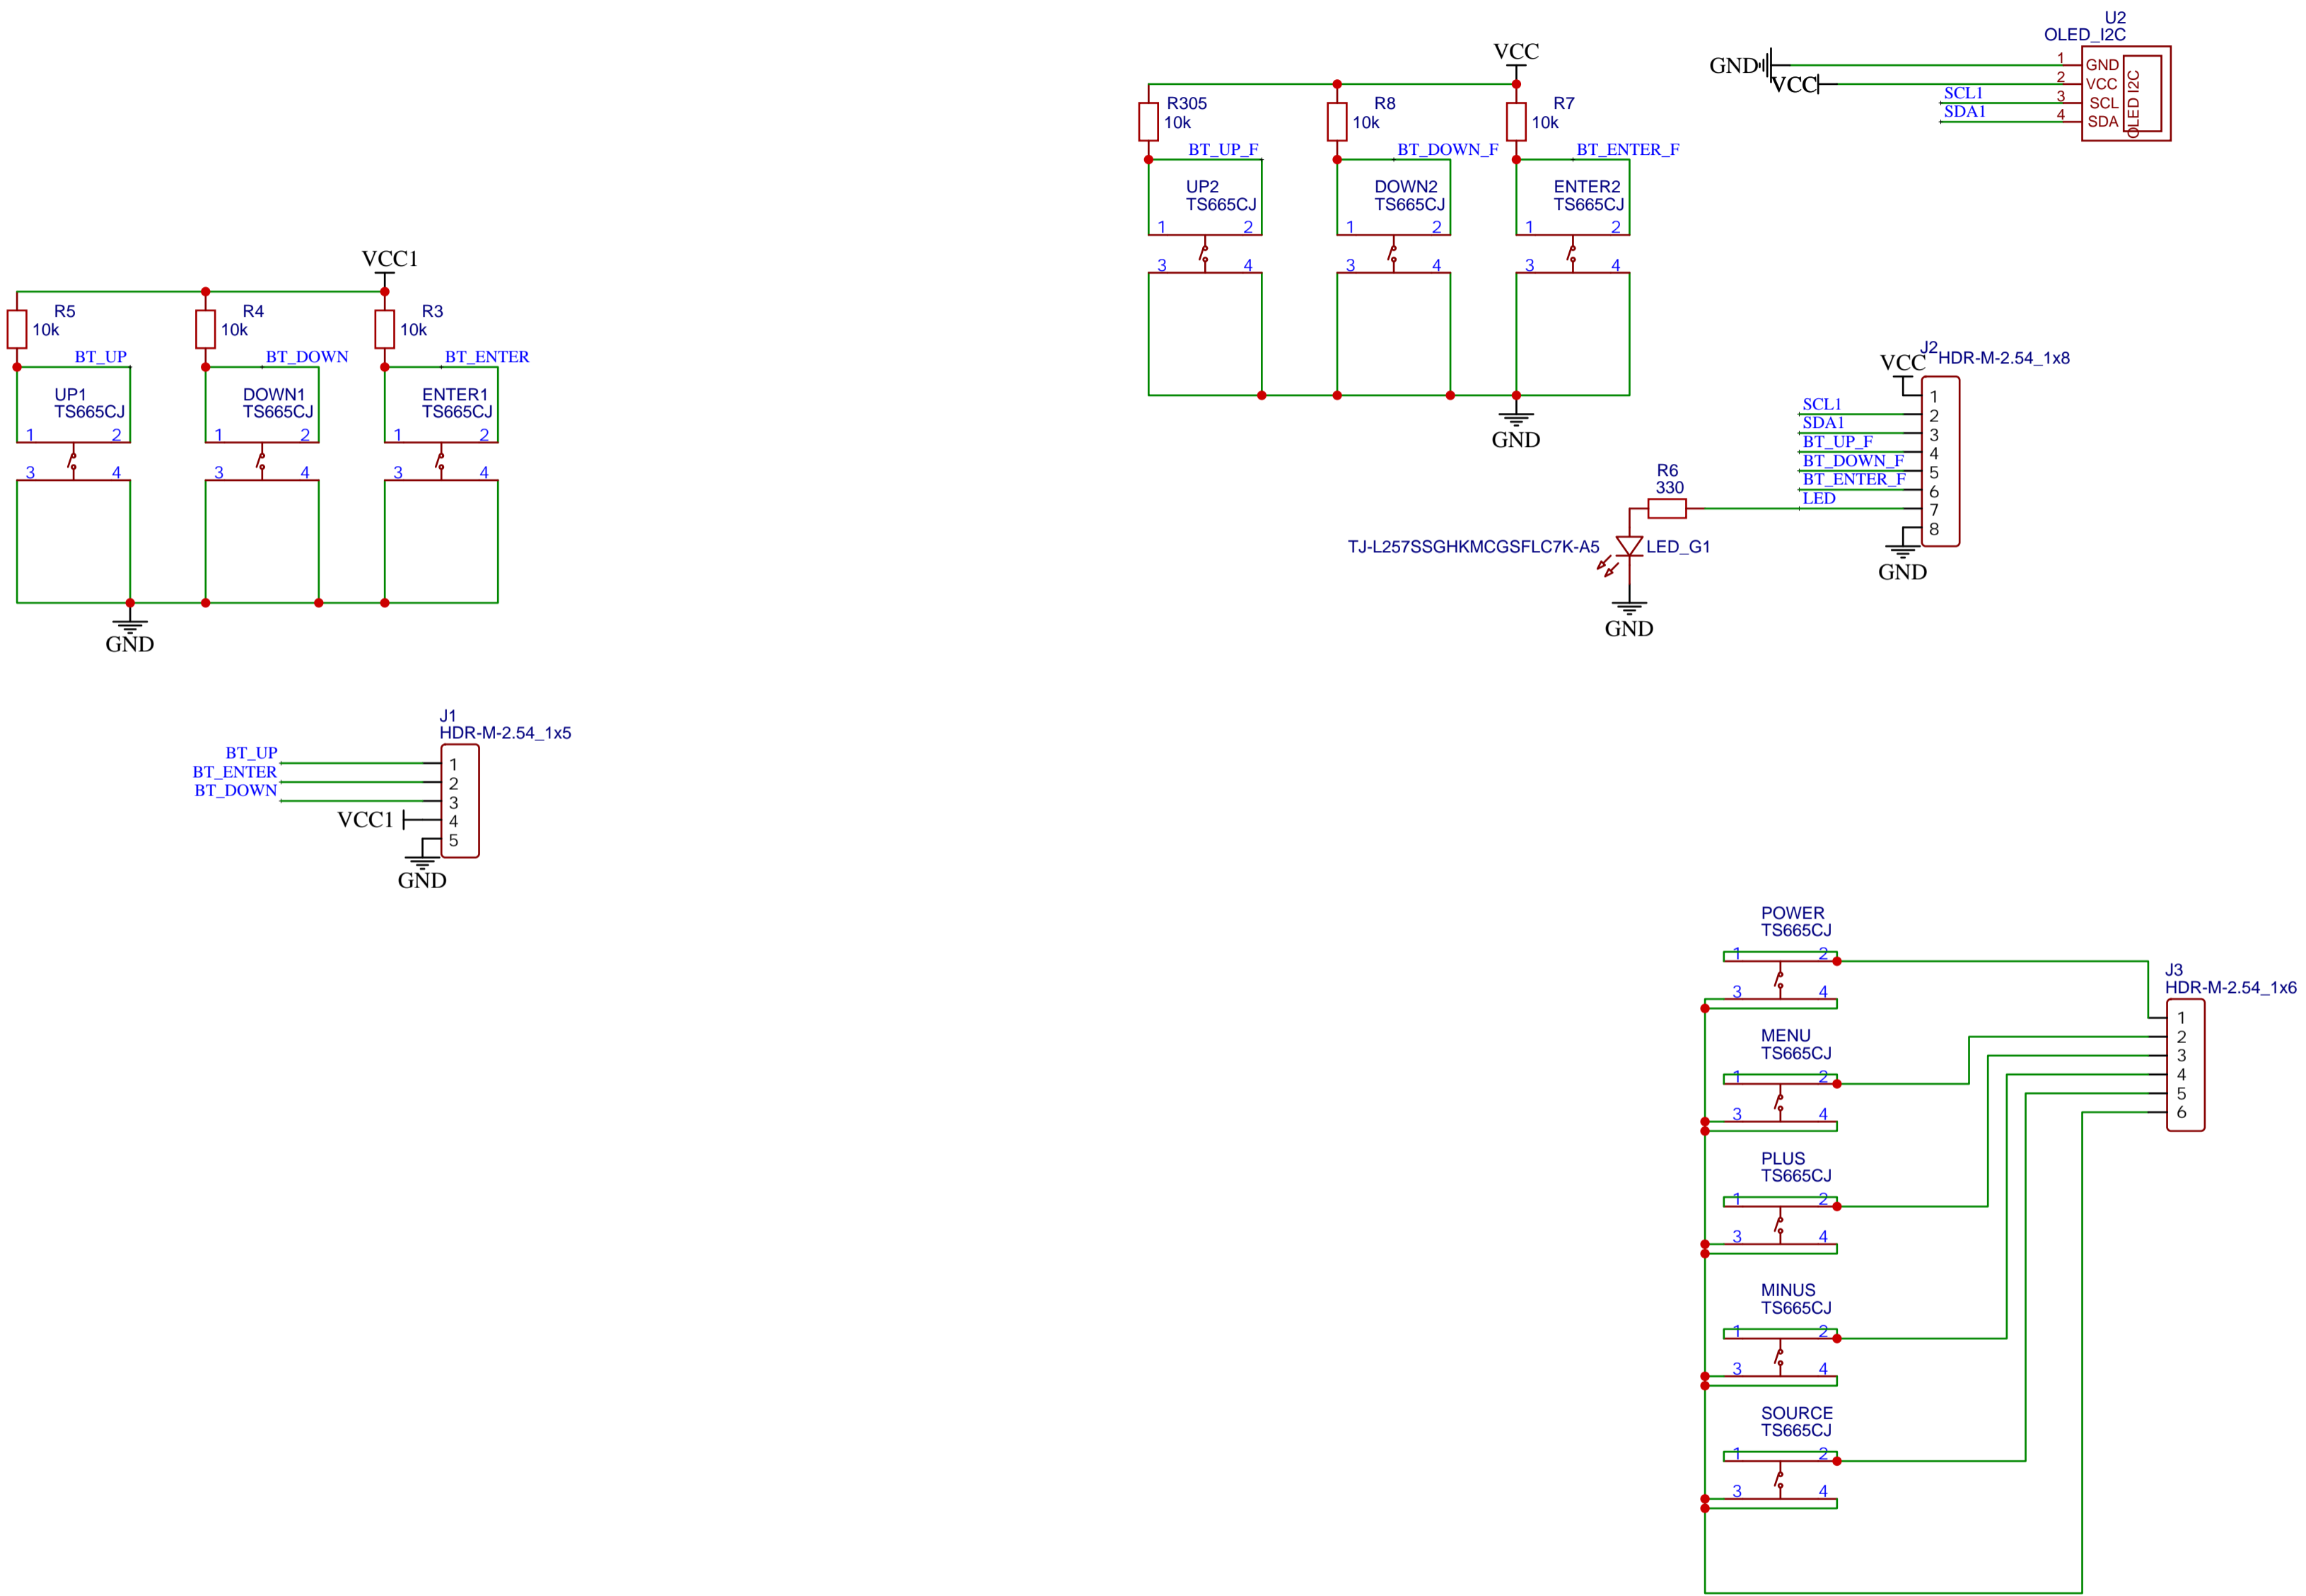 U2
OLED_I2C
GND
VCC
SCL1
SDA1
1
2
3
4
GND
VCC
SCL
SDA
OLED I2C
VCC
R305
10k
R8
10k
R7
10k
BT_UP_F
BT_DOWN_F
BT_ENTER_F
UP2
TS665CJ
DOWN2
TS665CJ
ENTER2
TS665CJ
1 2
3 4
1 2
3 4
1 2
3 4
GND
VCC1
R5
10k
R4
10k
R3
10k
BT_UP
BT_DOWN
BT_ENTER
UP1
TS665CJ
DOWN1
TS665CJ
ENTER1
TS665CJ
1 2
3 4
1 2
3 4
1 2
3 4
GND
J2
HDR-M-2.54_1x8
VCC
SCL1
SDA1
BT_UP_F
BT_DOWN_F
BT_ENTER_F
LED
1
2
3
4
5
6
7
8
GND
R6
330
TJ-L257SSGHKMCGSFLC7K-A5
LED_G1
GND
J1
HDR-M-2.54_1x5
BT_UP
BT_ENTER
BT_DOWN
VCC1
1
2
3
4
5
GND
POWER
TS665CJ
1 2
3 4
MENU
TS665CJ
1 2
3 4
PLUS
TS665CJ
1 2
3 4
MINUS
TS665CJ
1 2
3 4
SOURCE
TS665CJ
1 2
3 4
J3
HDR-M-2.54_1x6
1
2
3
4
5
6